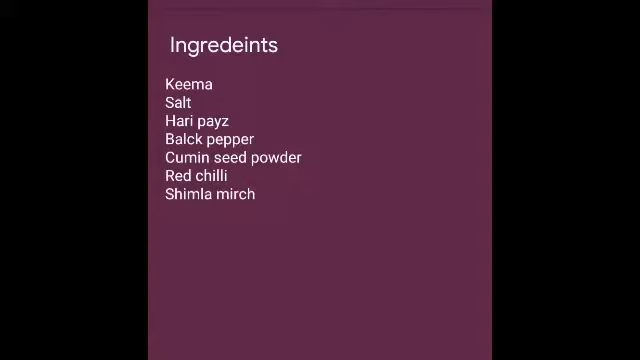 Ingredeints
Keema
Salt
Hari payz
Balck pepper
Cumin seed powder
Red chilli
Shimla mirch